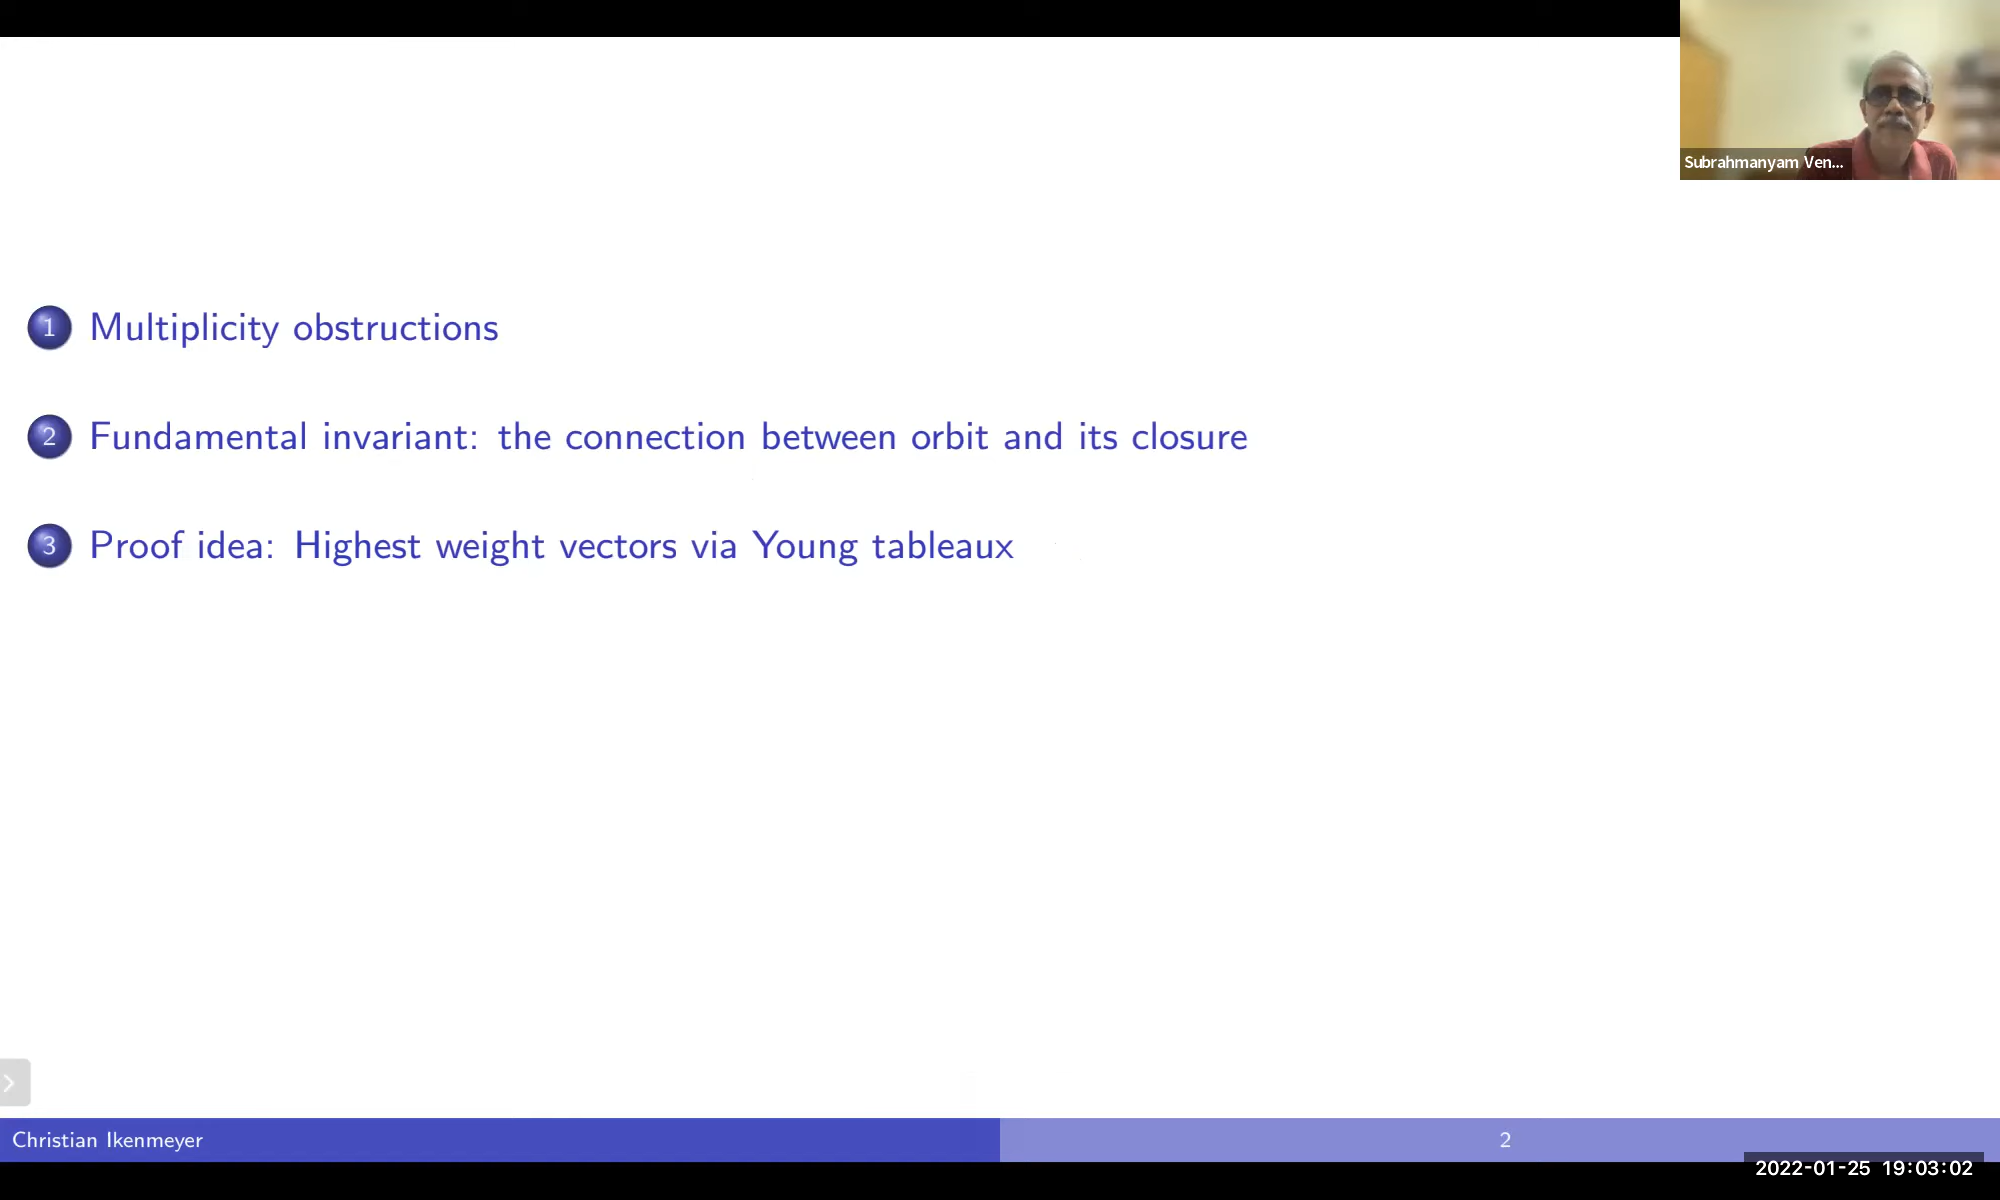 Subrahmanyam Ven...
1 Multiplicity obstructions
2 Fundamental invariant: the connection between orbit and its closure
3 Proof idea: Highest weight vectors via Young tableaux
Christian Ikenmeyer
2
2022-01-25 19:03:02